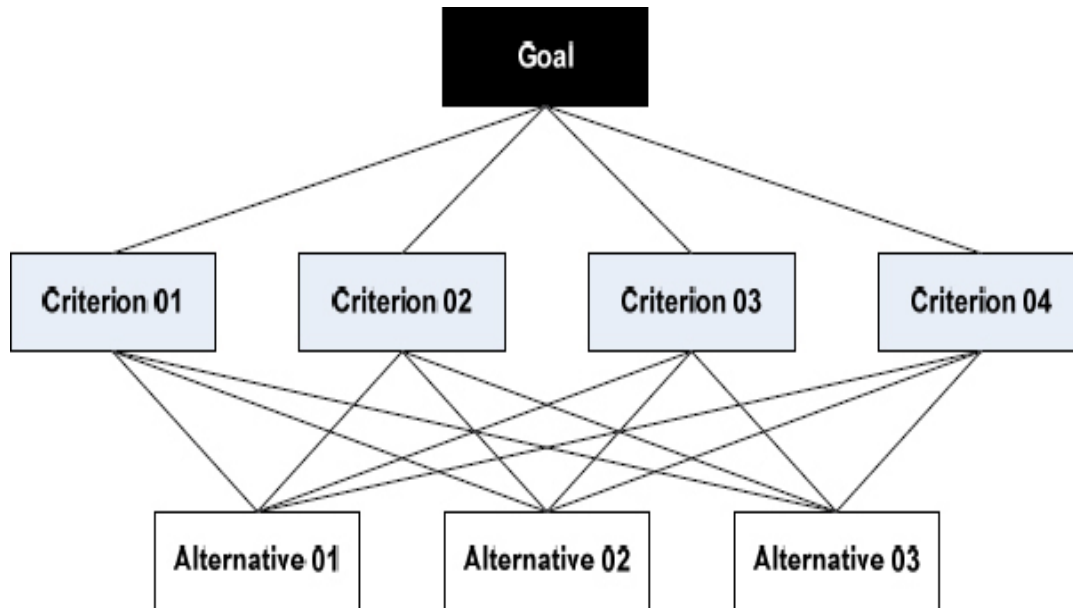 Goal
Criterion 01
Criterion 02
Criterion 03
Criterion 04
Alternative 01
Alternative 02
Alternative 03